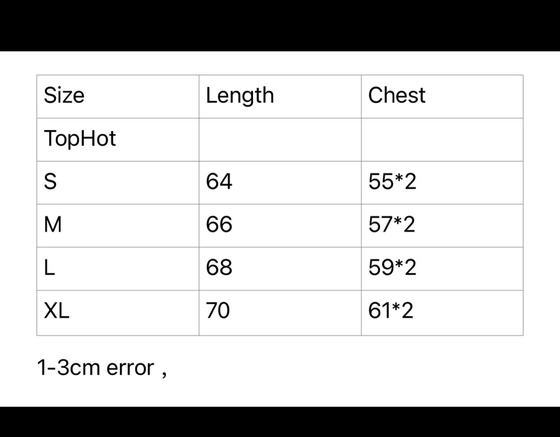 Size Length Chest
TopHot
S 64 55*2
M 66 57*2
L 68 59*2
XL 70 61*2
1-3cm error ,